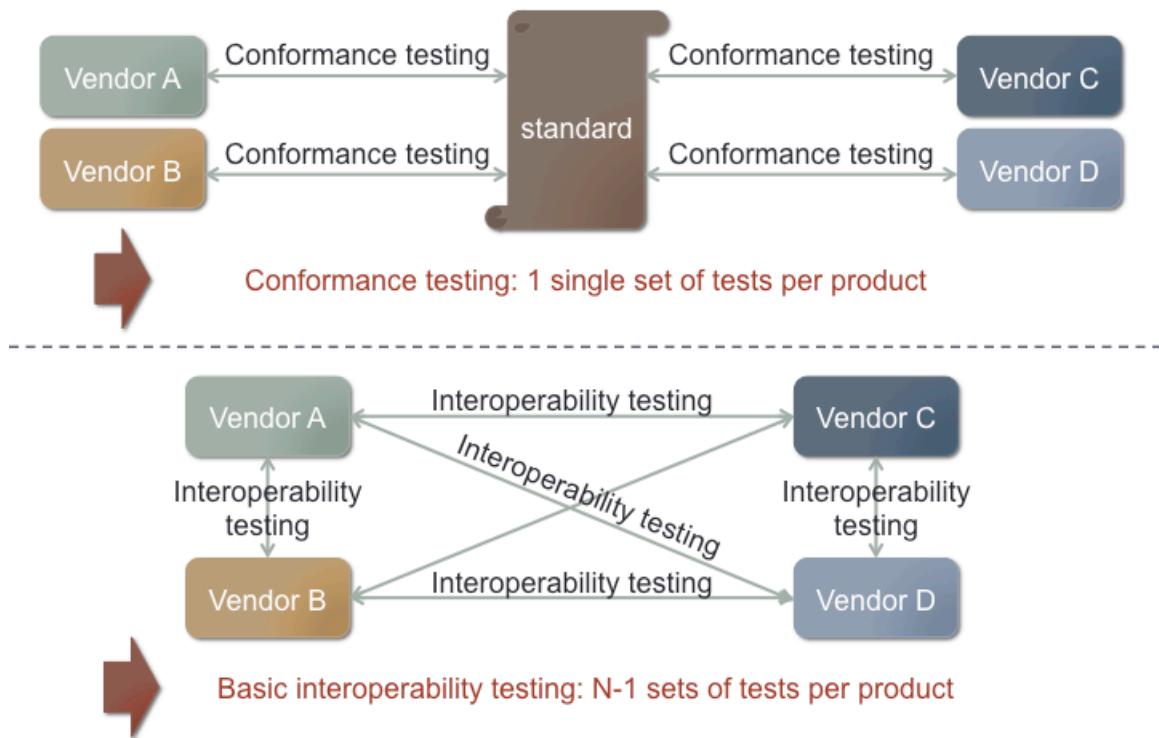 Vendor A
Conformance testing
standard
Conformance testing
Vendor C
Vendor B
Conformance testing
Conformance testing
Vendor D
Conformance testing: 1 single set of tests per product
Vendor A
Interoperability testing
Vendor C
Interoperability testing
Interoperability
testing
Interoperability
testing
Vendor B
Interoperability testing
Vendor D
Basic interoperability testing: N-1 sets of tests per product